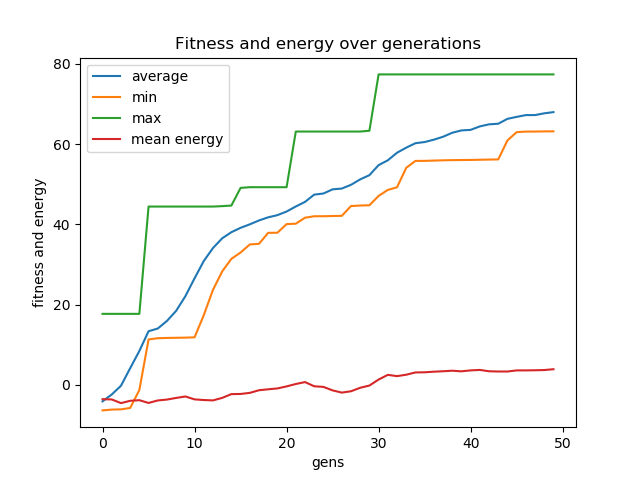 Fitness and energy over generations
average
min
max
mean energy
fitness and energy
80
60
40
20
0
0 10 20 30 40 50
gens